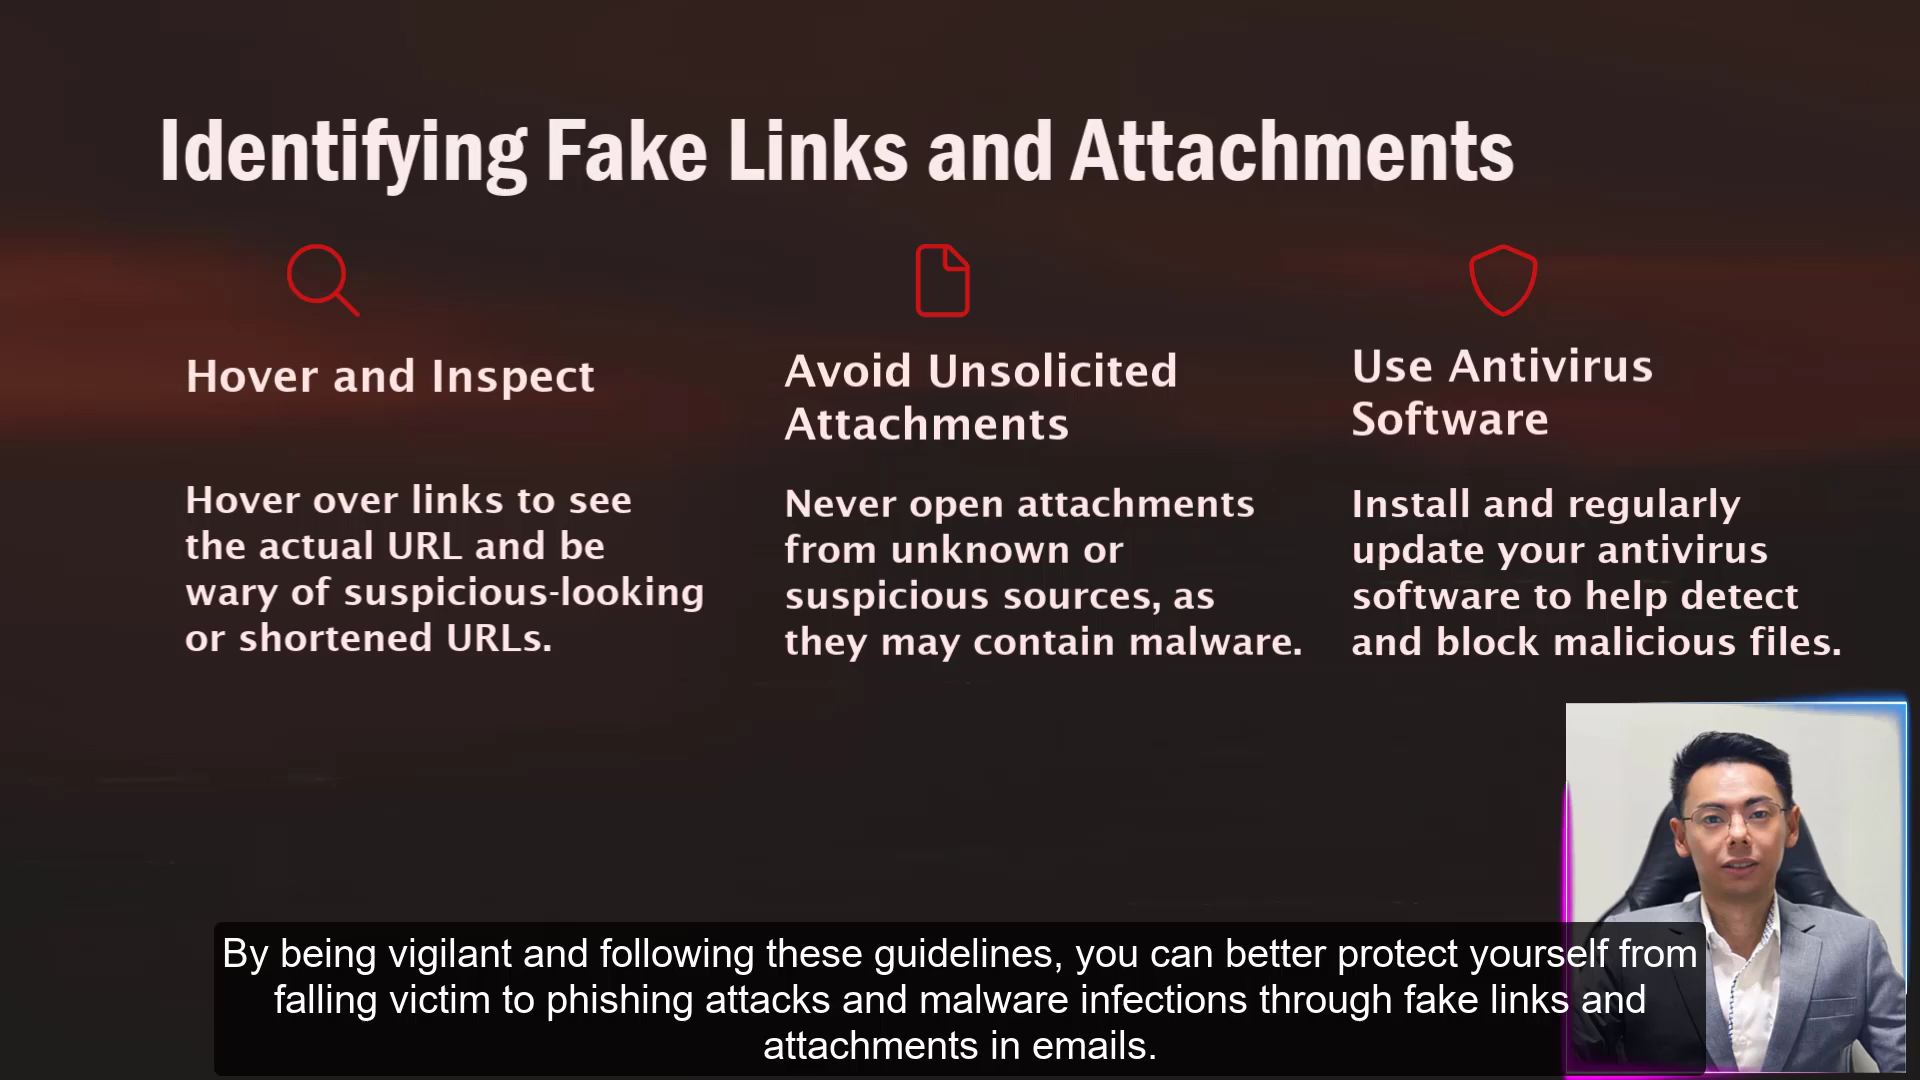 Identifying Fake Links and Attachments
Hover and Inspect
Hover over links to see
the actual URL and be
wary of suspicious-looking
or shortened URLs.
Avoid Unsolicited
Attachments
Never open attachments
from unknown or
suspicious sources, as
they may contain malware.
Use Antivirus
Software
Install and regularly
update your antivirus
software to help detect
and block malicious files.
By being vigilant and following these guidelines, you can better protect yourself from
falling victim to phishing attacks and malware infections through fake links and
attachments in emails.